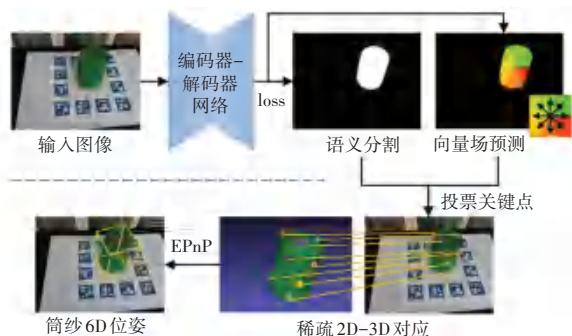 编码器-
解码器
网络
loss
输入图像
语义分割
向量场预测
投票关键点
EPnP
筒纱6D位姿
稀疏2D-3D对应